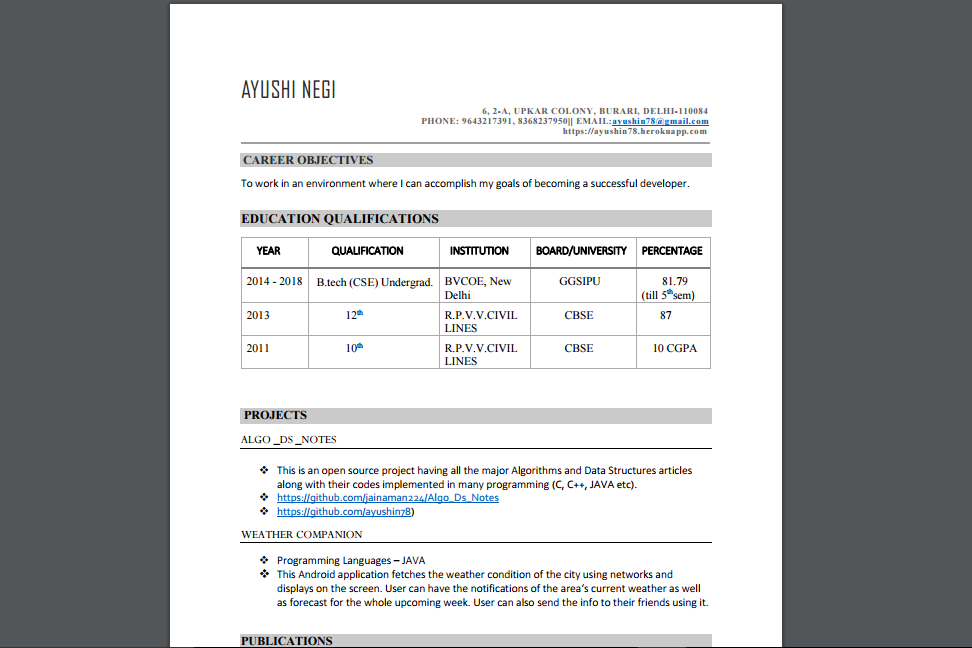 AYUSHI NEGI
6, 2-A, UPKAR COLONY, BURARI, DELHI-110084
PHONE: 9643217391, 8368237950|| EMAIL:ayushin78@gmail.com
https://ayushin78.herokuapp.com
CAREER OBJECTIVES
To work in an environment where I can accomplish my goals of becoming a successful developer.
EDUCATION QUALIFICATIONS
YEAR QUALIFICATION INSTITUTION BOARD/UNIVERSITY PERCENTAGE
2014 - 2018 B.tech (CSE) Undergrad. BVCOE, New GGSIPU 81.79
Delhi (till 5th sem)
2013 12th R.P.V.V.CIVIL CBSE 87
LINES
2011 10th R.P.V.V.CIVIL CBSE 10 CGPA
LINES
PROJECTS
ALGO _DS _NOTES
❖ This is an open source project having all the major Algorithms and Data Structures articles
along with their codes implemented in many programming (C, C++, JAVA etc).
❖ https://github.com/jainaman224/Algo_Ds_Notes
❖ https://github.com/ayushin78)
WEATHER COMPANION
❖ Programming Languages – JAVA
❖ This Android application fetches the weather condition of the city using networks and
displays on the screen. User can have the notifications of the area's current weather as well
as forecast for the whole upcoming week. User can also send the info to their friends using it.
PUBLICATIONS